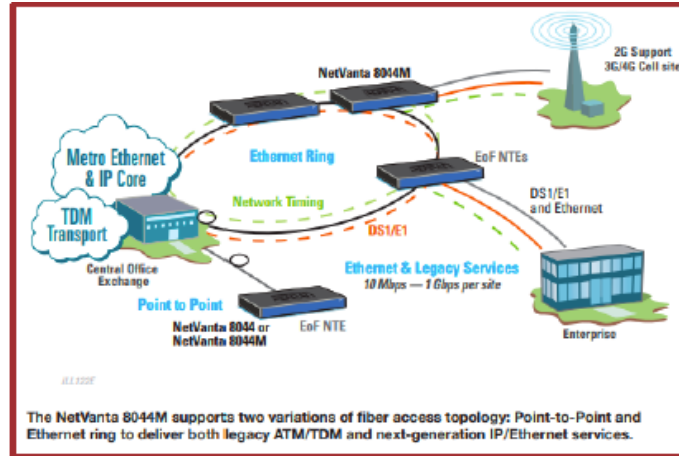 2G Support
3G/4G Cell site
NetVanta 8044M
Metro Ethernet
& IP Core
Ethernet Ring
EoF NTEs
TDM
Transport
Network Timing
DS1/E1
and Ethernet
DS1/E1
Central Office
Exchange
Ethernet & Legacy Services
10 Mbps — 1 Gbps per site
Point to Point
NetVanta 8044 or
NetVanta 8044M
EoF NTE
Enterprise
The NetVanta 8044M supports two variations of fiber access topology: Point-to-Point and
Ethernet ring to deliver both legacy ATM/TDM and next-generation IP/Ethernet services.